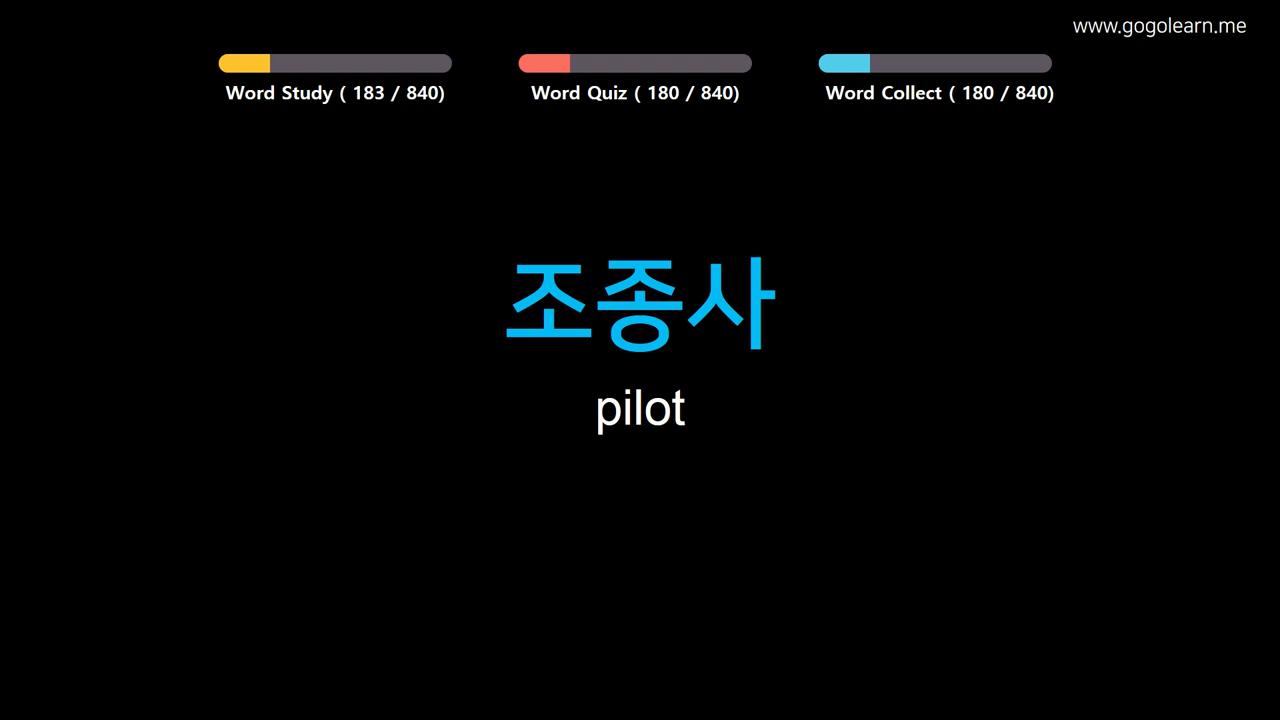 www.gogolearn.me
Word Study ( 183 / 840)
Word Quiz ( 180 / 840)
Word Collect ( 180 / 840)
조종사
pilot